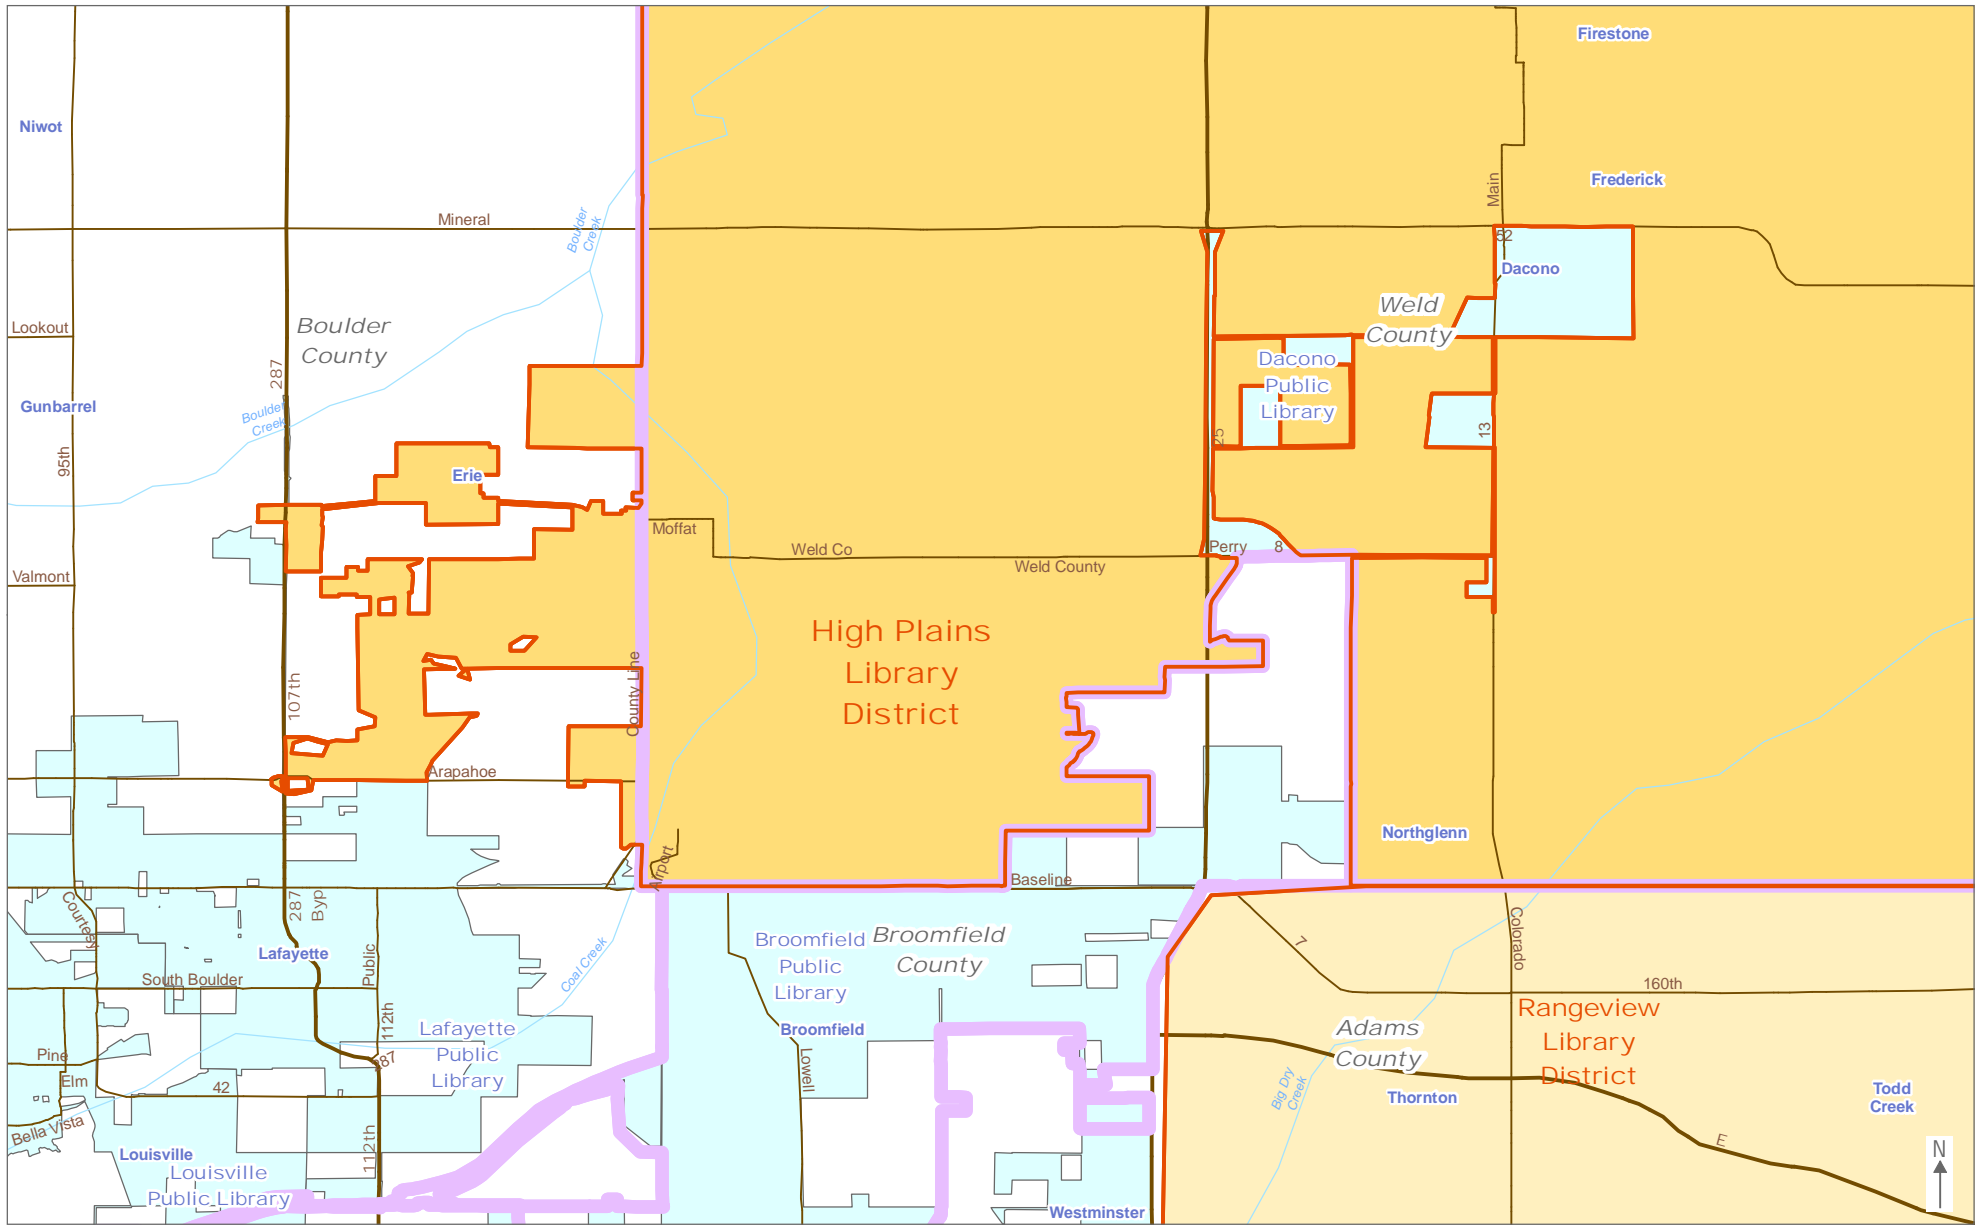 Firestone
Niwot
Frederick
Main
Mineral
Boulder
Creek
52
Dacono
Weld
County
Boulder
County
Lookout
287
Dacono
Public
Library
Gunbarrel
Boulder
Creek
25
13
95th
Erie
Moffat
Weld Co
Weld County
Perry
8
Valmont
High Plains
Library
District
County Line
107th
Arapahoe
Northglenn
Airport
Baseline
287
Byp
Courtesy
Public
Lafayette
Broomfield
Public
Library
Broomfield
County
7
Colorado
Coal Creek
South Boulder
160th
Rangeview
Library
District
112th
Lafayette
Public
Library
Broomfield
Adams
County
Pine
287
Elm
42
Lowell
Big Dry
Creek
Thornton
Todd
Creek
Bella Vista
112th
E
N
Louisville
Louisville
Public Library
Westminster